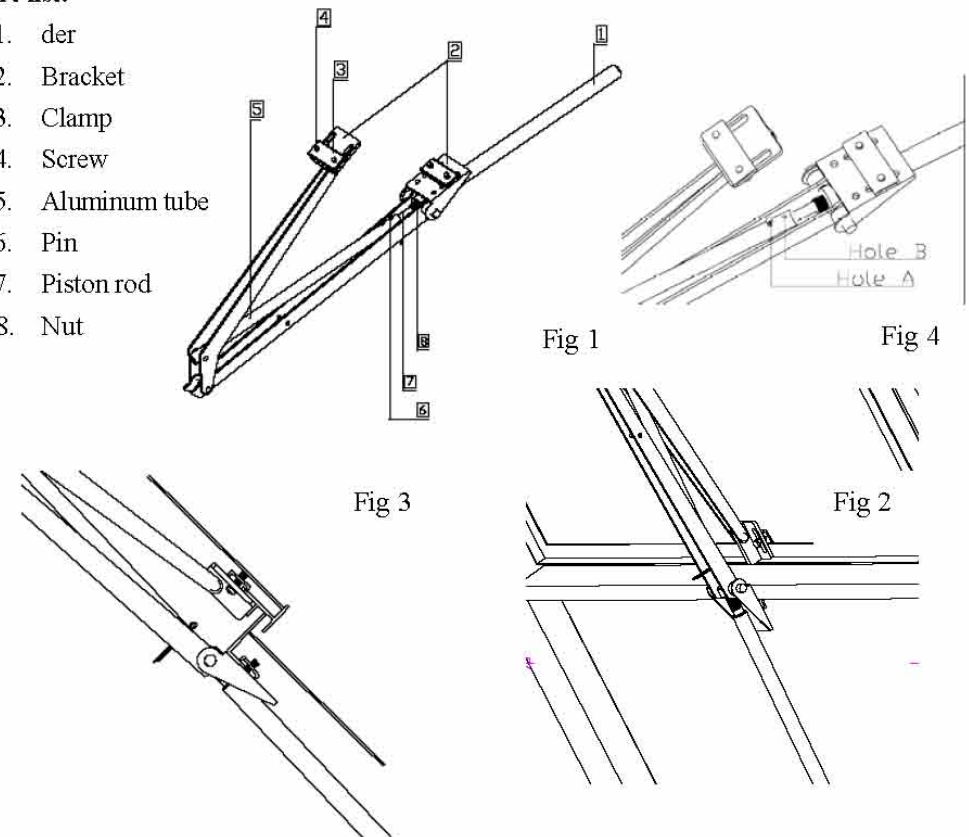 1. der
2. Bracket
3. Clamp
4. Screw
5. Aluminum tube
6. Pin
7. Piston rod
8. Nut
4
3
2
1
5
8
7
6
Hole B
Hole A
Fig 1
Fig 4
Fig 3
Fig 2